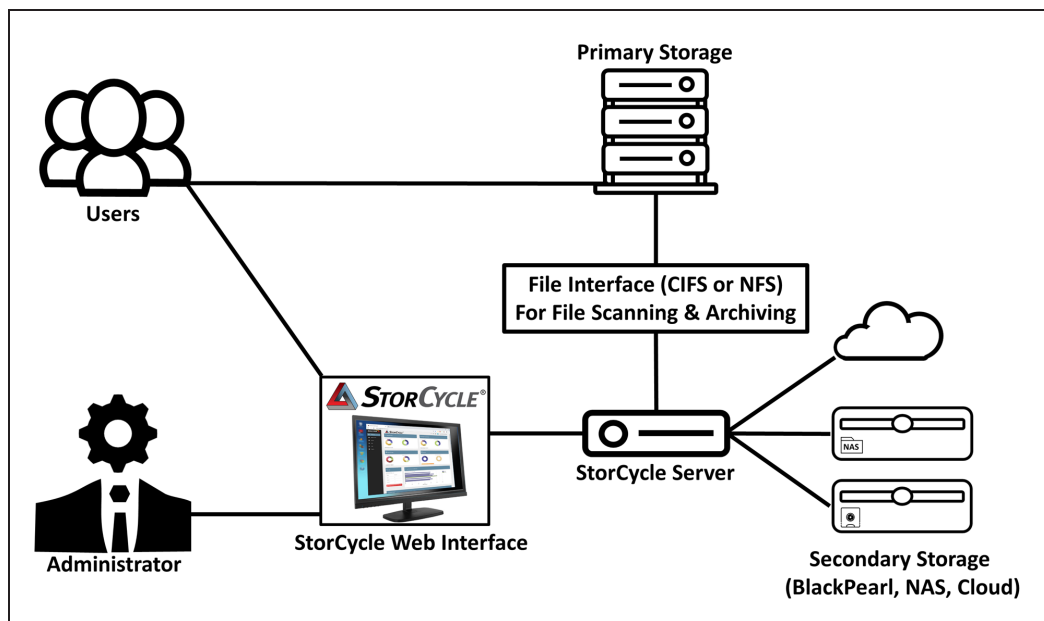 Primary Storage
Users
File Interface (CIFS or NFS)
For File Scanning & Archiving
STORCYCLE®
NAS
StorCycle Server
StorCycle Web Interface
Administrator
Secondary Storage
(BlackPearl, NAS, Cloud)